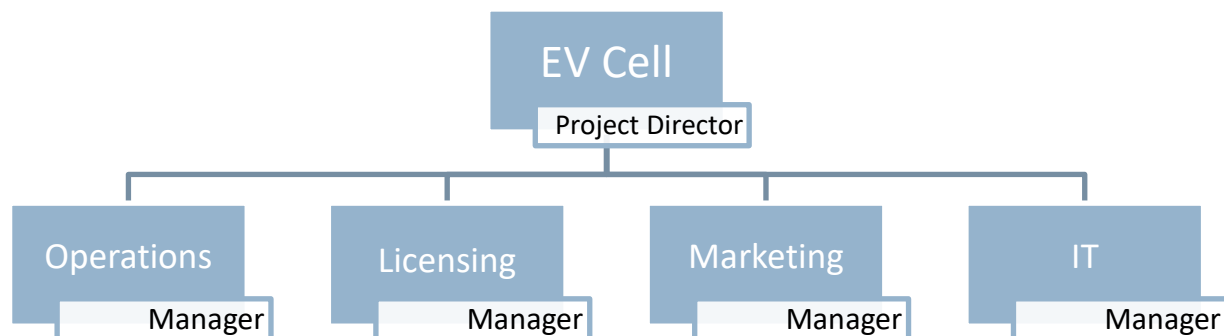 EV Cell
Project Director
Operations
Licensing
Marketing
IT
Manager
Manager
Manager
Manager